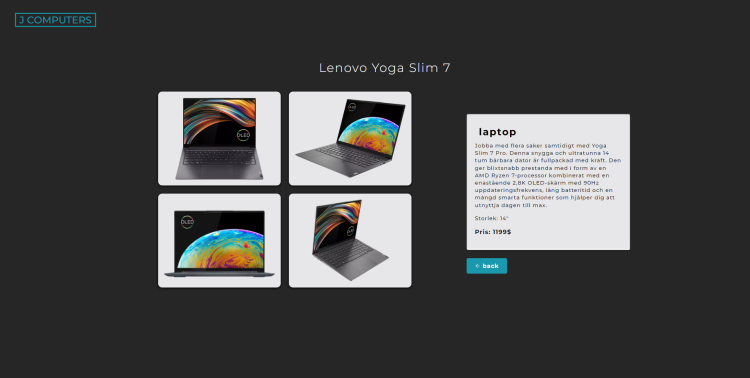 J COMPUTERS
Lenovo Yoga Slim 7
OLED
OLED
laptop
Jobba med flera saker samtidigt med Yoga
Slim 7 Pro. Denna snygga och ultratunna 14
tum bärbara dator är fullpackad med kraft. Den
ger blixtsnabb prestanda med i form av en
AMD Ryzen 7-processor kombinerat med en
enastående 2,8K OLED-skärm med 90Hz
uppdateringsfrekvens, lång batteritid och en
mängd smarta funktioner som hjälper dig att
utnyttja dagen till max.
Storlek: 14"
Pris: 1199$
← back